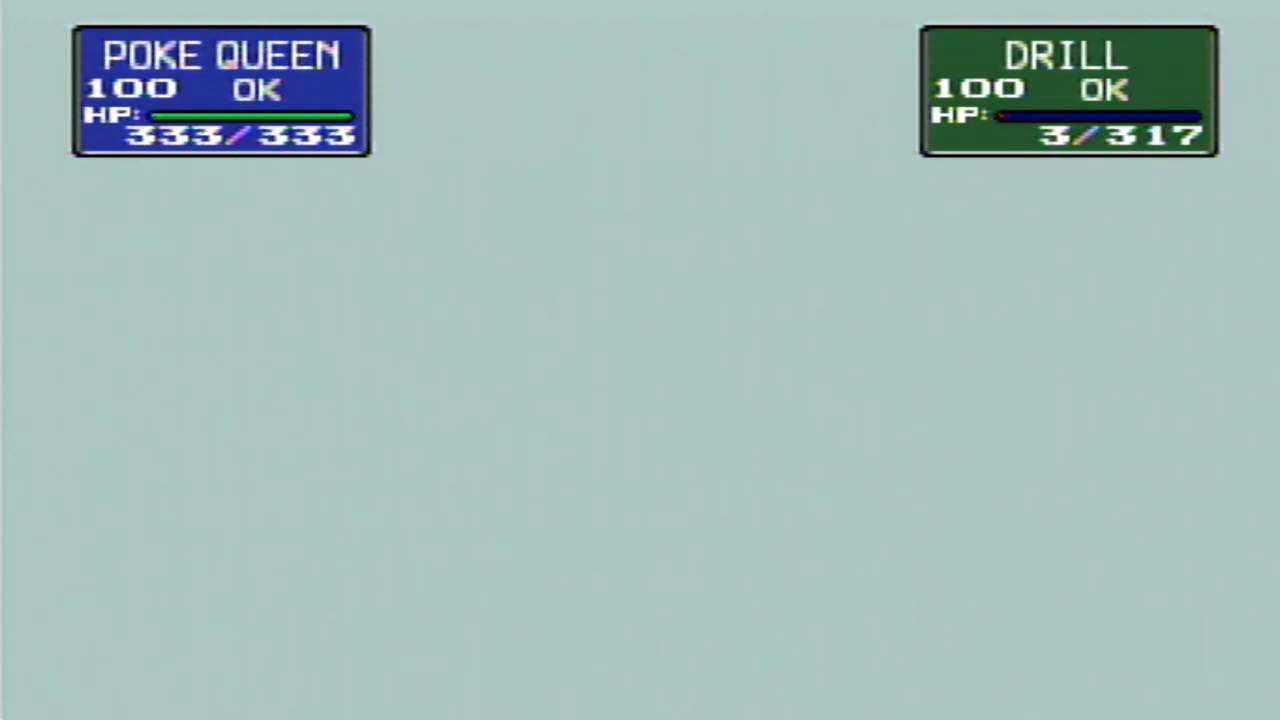 POKE QUEEN
100 OK
HP:
333/333
DRILL
100 OK
HP:
3/317